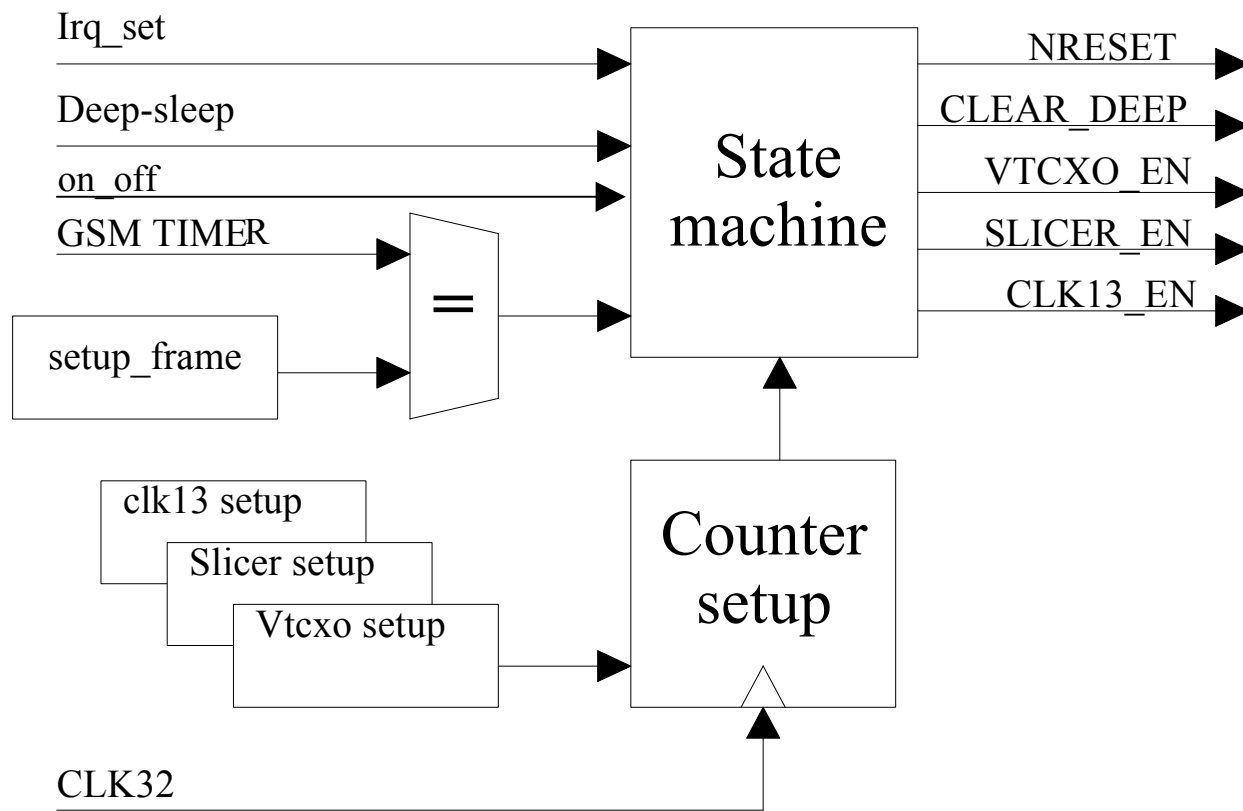 Irq_set
Deep-sleep
on_off
GSM TIMER
=
setup_frame
State
machine
NRESET
CLEAR_DEEP
VTCXO_EN
SLICER_EN
CLK13_EN
clk13 setup
Slicer setup
Vtcxo setup
Counter
setup
CLK32